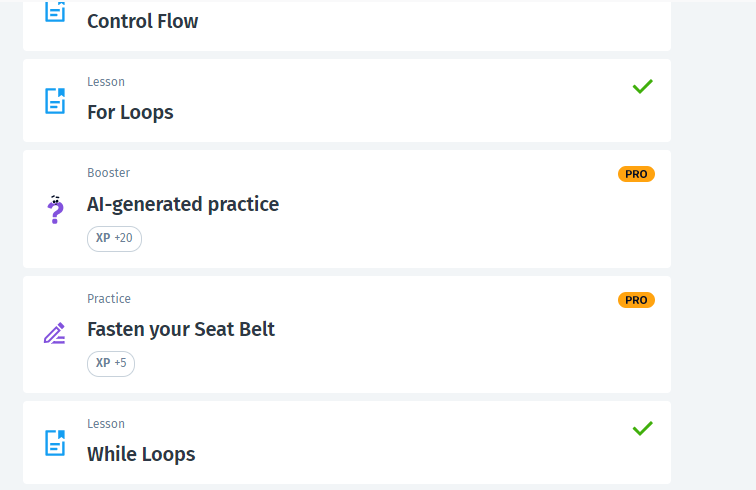 Control Flow
Lesson
For Loops
Booster
PRO
AI-generated practice
XP +20
Practice
PRO
Fasten your Seat Belt
XP +5
Lesson
While Loops